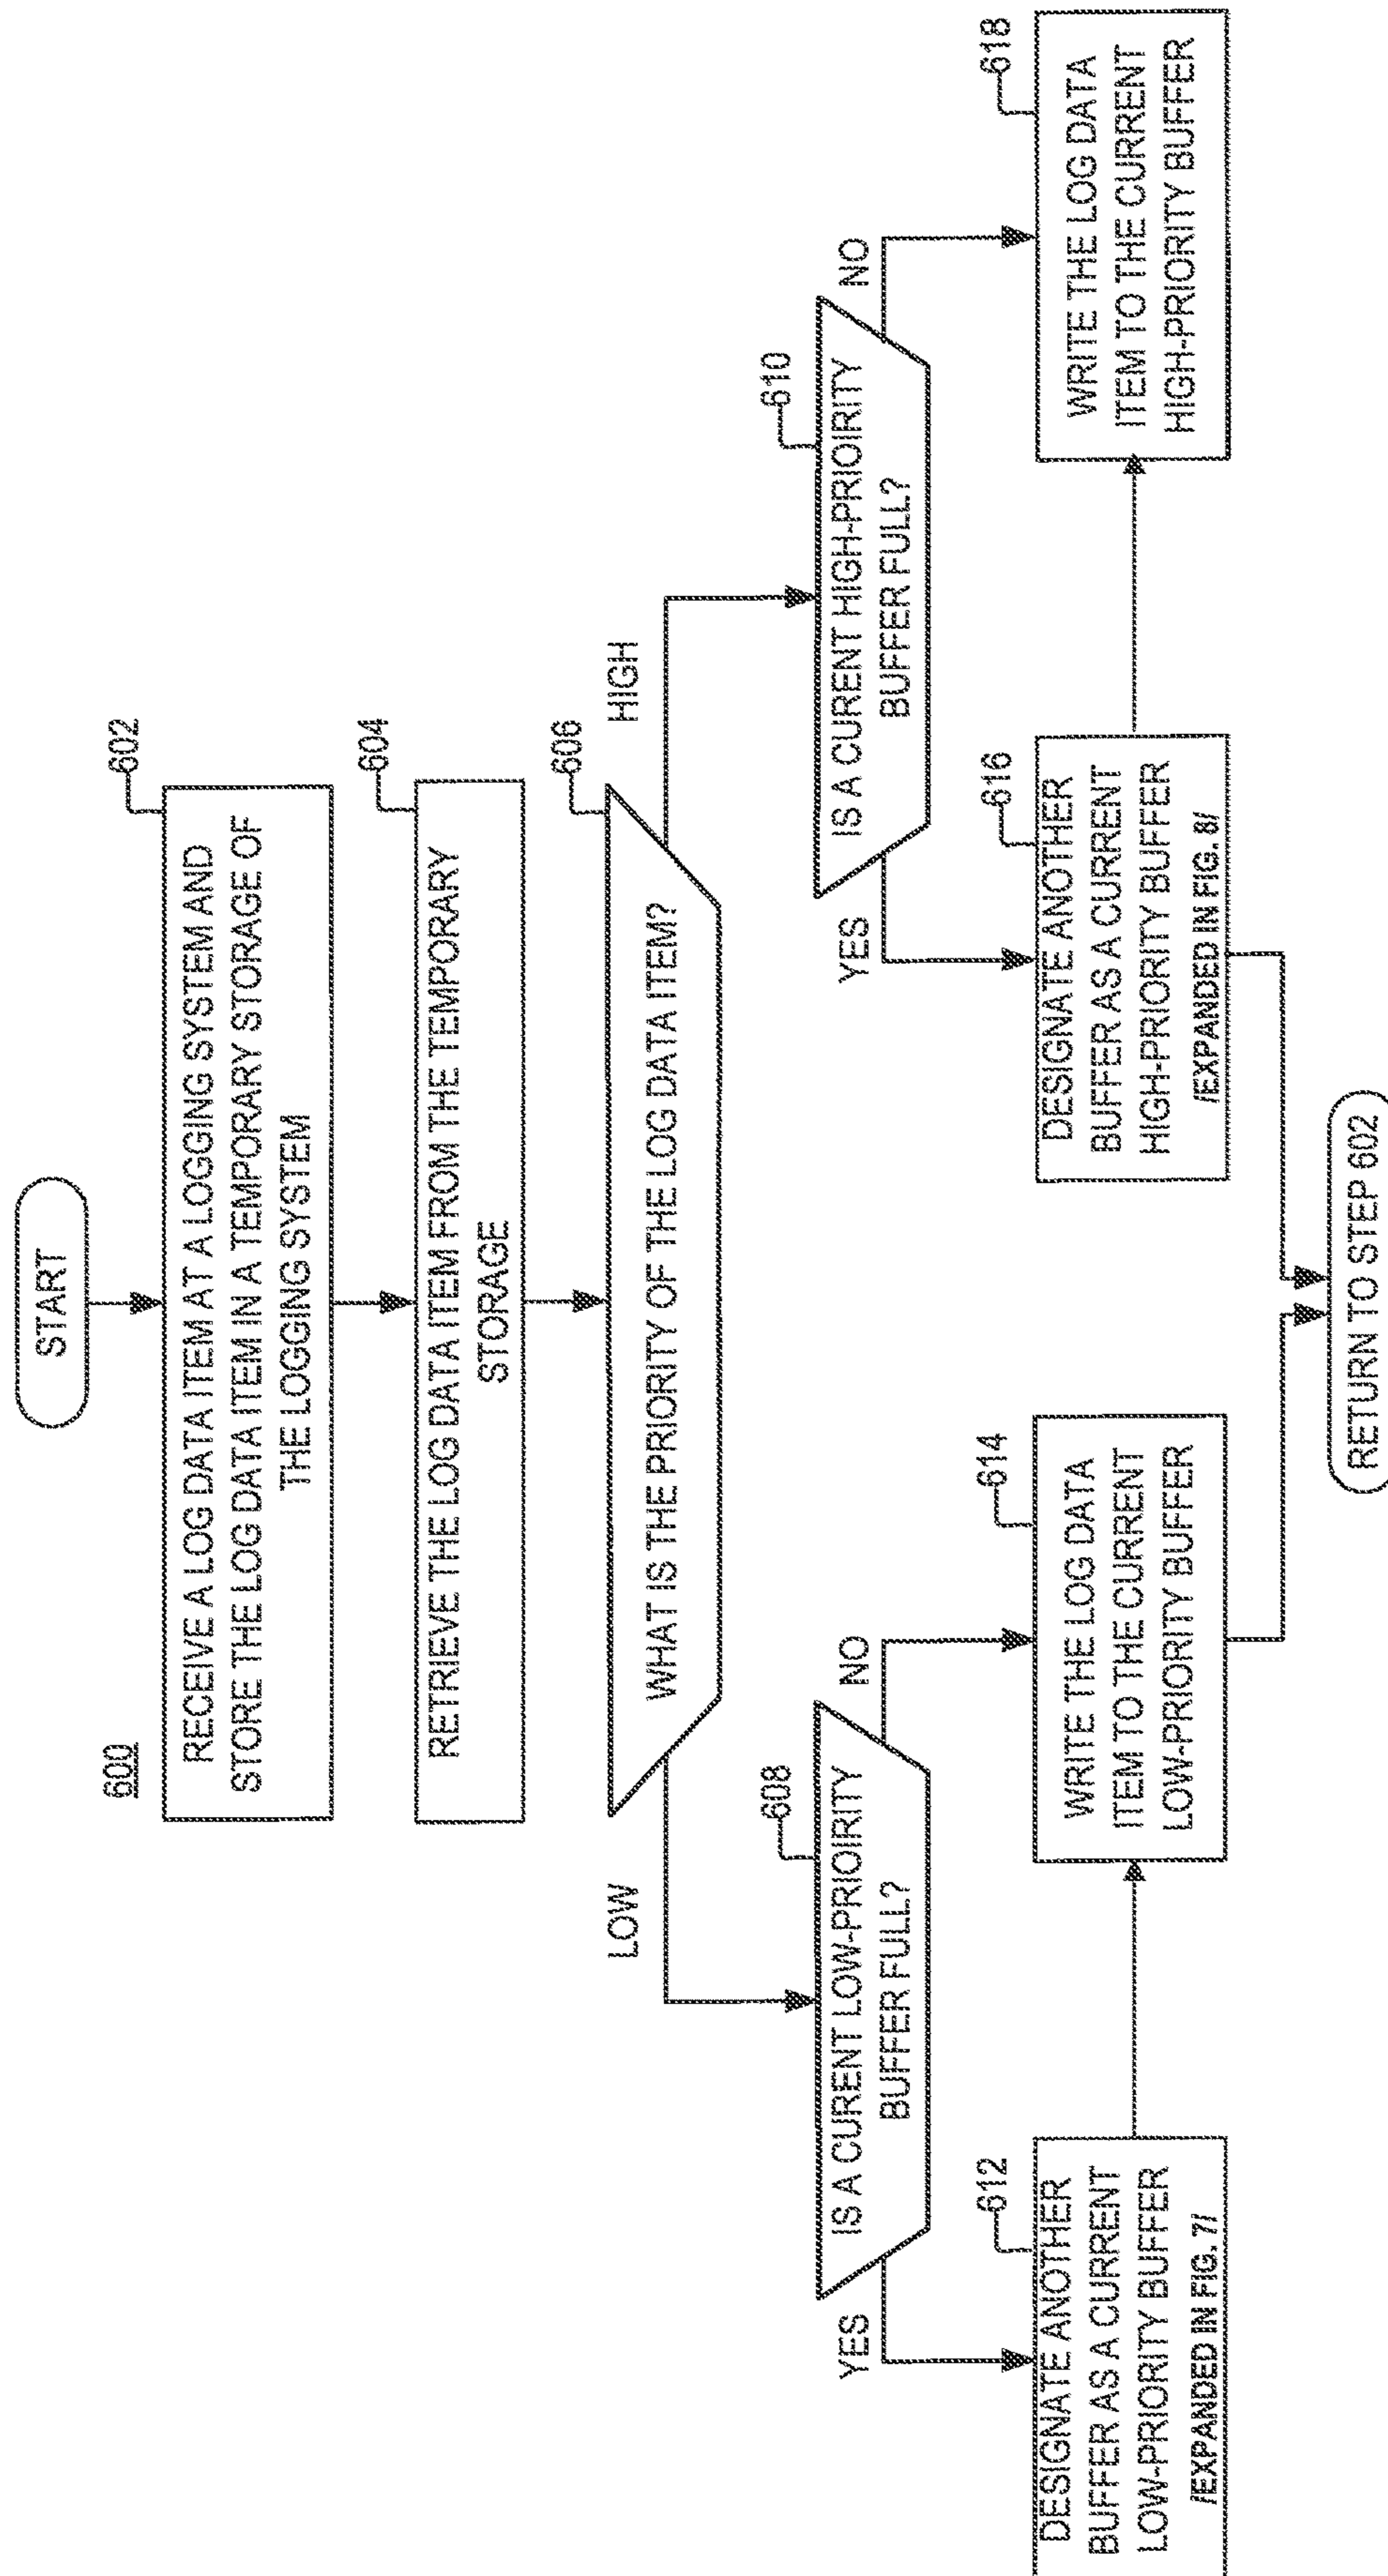 START
600
602
RECEIVE A LOG DATA ITEM AT A LOGGING SYSTEM AND
STORE THE LOG DATA ITEM IN A TEMPORARY STORAGE OF
THE LOGGING SYSTEM
604
RETRIEVE THE LOG DATA ITEM FROM THE TEMPORARY
STORAGE
606
WHAT IS THE PRIORITY OF THE LOG DATA ITEM?
LOW
HIGH
608
IS A CURENT LOW-PRIOIRITY
BUFFER FULL?
610
IS A CURENT HIGH-PRIOIRITY
BUFFER FULL?
YES
NO
YES
NO
612
DESIGNATE ANOTHER
BUFFER AS A CURRENT
LOW-PRIORITY BUFFER
/EXPANDED IN FIG. 7/
614
WRITE THE LOG DATA
ITEM TO THE CURRENT
LOW-PRIORITY BUFFER
616
DESIGNATE ANOTHER
BUFFER AS A CURRENT
HIGH-PRIORITY BUFFER
/EXPANDED IN FIG. 8/
618
WRITE THE LOG DATA
ITEM TO THE CURRENT
HIGH-PRIORITY BUFFER
RETURN TO STEP 602